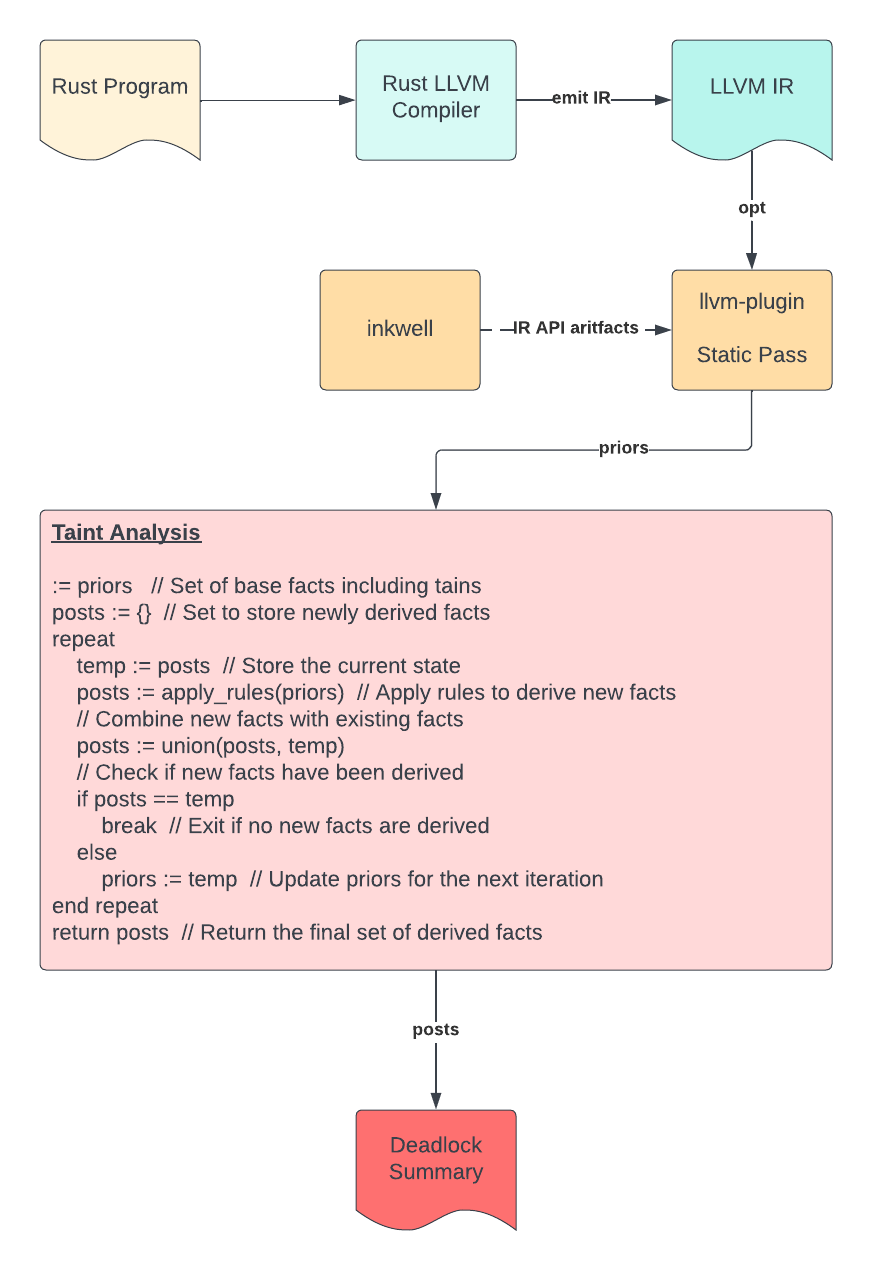 Rust Program
Rust LLVM
Compiler
emit IR
LLVM IR
opt
inkwell
IR API aritfacts
llvm-plugin
Static Pass
priors
Taint Analysis
:= priors   // Set of base facts including tains
posts := {}  // Set to store newly derived facts
repeat
    temp := posts  // Store the current state
    posts := apply_rules(priors)  // Apply rules to derive new facts
    // Combine new facts with existing facts
    posts := union(posts, temp)
    // Check if new facts have been derived
    if posts == temp
        break  // Exit if no new facts are derived
    else
        priors := temp  // Update priors for the next iteration
end repeat
return posts  // Return the final set of derived facts
posts
Deadlock
Summary